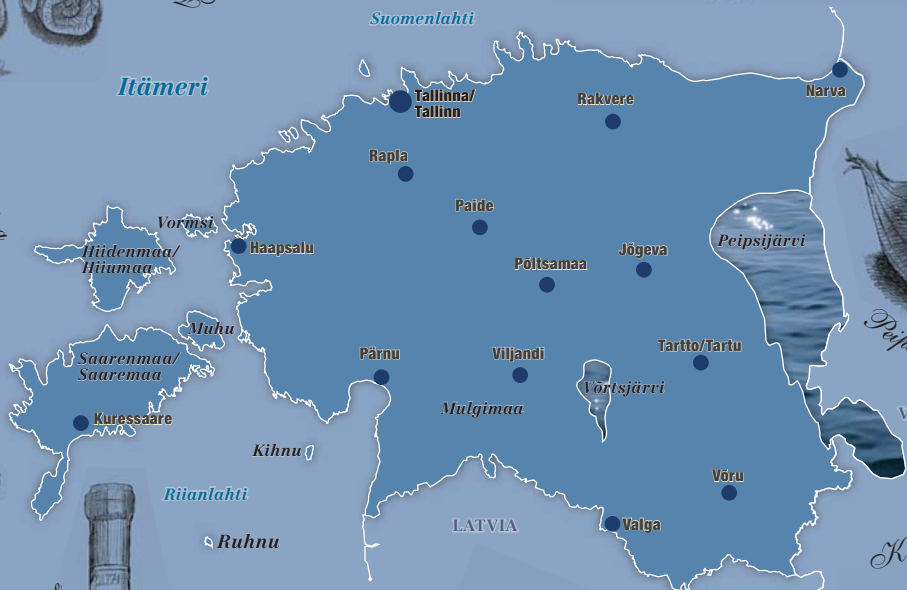 Suomenlahti
Itämeri
Tallinna/
Tallinn
Rakvere
Narva
Rapla
Paide
Vormsi
Haapsalu
Hiidenmaa/
Hiiumaa
Peipsijärvi
Jõgeva
Põltsamaa
Muhu
Saarenmaa/
Saaremaa
Pärnu
Viljandi
Tartto/Tartu
Võrtsjärvi
Mulgimaa
Kuressaare
Kihnu
Riianlahti
Võru
LATVIA
Valga
Ruhnu